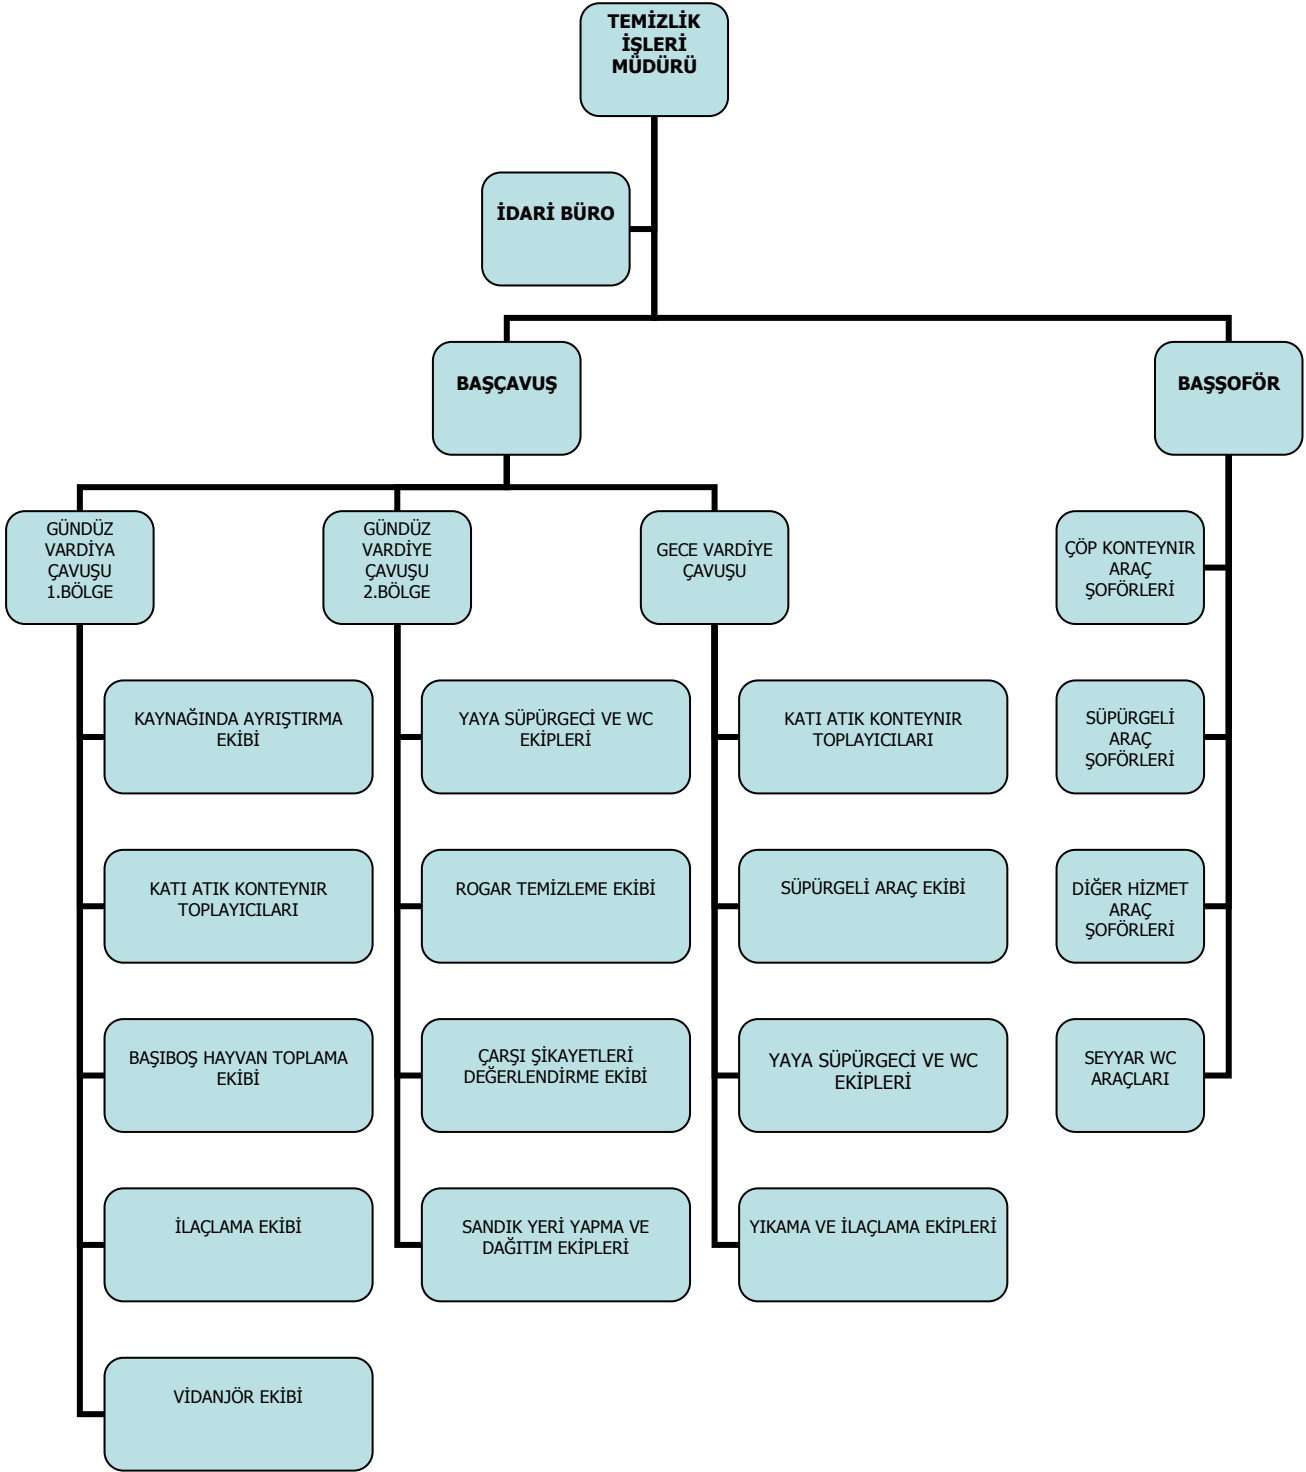 TEMİZLİK
İŞLERİ
MÜDÜRÜ
İDARİ BÜRO
BAŞÇAVUŞ
BAŞŞOFÖR
GÜNDÜZ
VARDİYA
ÇAVUŞU
1.BÖLGE
GÜNDÜZ
VARDİYE
ÇAVUŞU
2.BÖLGE
GECE VARDİYE
ÇAVUŞU
ÇÖP KONTEYNIR
ARAÇ
ŞOFÖRLERİ
KAYNAĞINDA AYRIŞTIRMA
EKİBİ
YAYA SÜPÜRGECİ VE WC
EKİPLERİ
KATI ATIK KONTEYNIR
TOPLAYICILARI
SÜPÜRGELİ
ARAÇ
ŞOFÖRLERİ
KATI ATIK KONTEYNIR
TOPLAYICILARI
ROGAR TEMİZLEME EKİBİ
SÜPÜRGELİ ARAÇ EKİBİ
DİĞER HİZMET
ARAÇ
ŞOFÖRLERİ
BAŞIBOŞ HAYVAN TOPLAMA
EKİBİ
ÇARŞI ŞİKAYETLERİ
DEĞERLENDİRME EKİBİ
YAYA SÜPÜRGECİ VE WC
EKİPLERİ
SEYYAR WC
ARAÇLARI
İLAÇLAMA EKİBİ
SANDIK YERİ YAPMA VE
DAĞITIM EKİPLERİ
YIKAMA VE İLAÇLAMA EKİPLERİ
VİDANJÖR EKİBİ